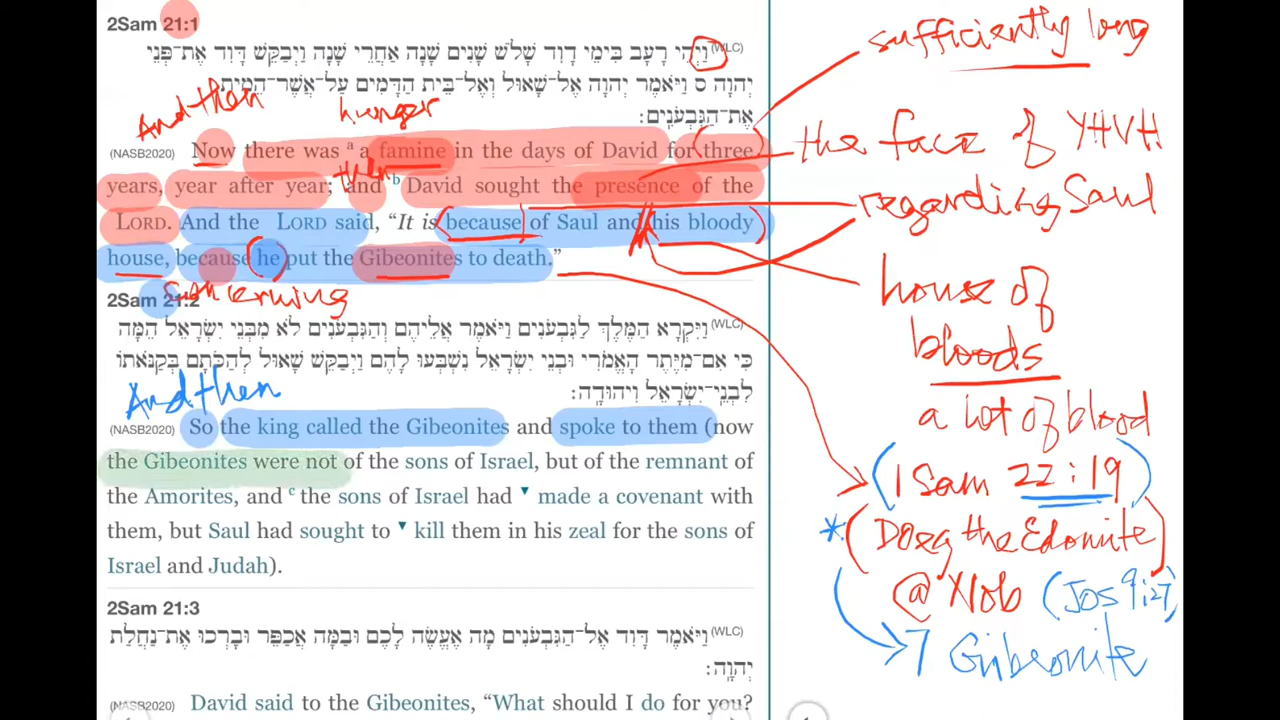 2Sam 21:1
(WLC) וַיְהִי רָעָב בִּימֵי דָוִד שָׁלֹשׁ שָׁנִים שָׁנָה אַחֲרֵי שָׁנָה וַיְבַקֵּשׁ דָּוִד אֶת־פְּנֵי
יְהוָה ס וַיֹּאמֶר יְהוָה אֶל־שָׁאוּל וְאֶל־בֵּית הַדָּמִים עַל־אֲשֶׁר־הֵמִית
אֶת־הַגִּבְעֹנִים׃
And then
hunger
(NASB2020) Now there was a a famine in the days of David for three
years, year after year; and b David sought the presence of the
then
LORD. And the LORD said, “It is because of Saul and his bloody
house, because he put the Gibeonites to death.”
concerning
2Sam 21:2
(WLC) וַיִּקְרָא הַמֶּלֶךְ לַגִּבְעֹנִים וַיֹּאמֶר אֲלֵיהֶם וְהַגִּבְעֹנִים לֹא מִבְּנֵי יִשְׂרָאֵל הֵמָּה
כִּי אִם־מִיֶּתֶר הָאֱמֹרִי וּבְנֵי יִשְׂרָאֵל נִשְׁבְּעוּ לָהֶם וַיְבַקֵּשׁ שָׁאוּל לְהַכֹּתָם בְּקַנֹּאתוֹ
לִבְנֵי־יִשְׂרָאֵל וִיהוּדָה׃
And then
(NASB2020) So the king called the Gibeonites and spoke to them (now
the Gibeonites were not of the sons of Israel, but of the remnant of
the Amorites, and c the sons of Israel had ▼ made a covenant with
them, but Saul had sought to ▼ kill them in his zeal for the sons of
Israel and Judah).
2Sam 21:3
(WLC) וַיֹּאמֶר דָּוִד אֶל־הַגִּבְעֹנִים מָה אֶעֱשֶׂה לָכֶם וּבַמָּה אֲכַפֵּר וּבָרְכוּ אֶת־נַחֲלַת
יְהוָה׃
(NASB2020) David said to the Gibeonites, “What should I do for you?
sufficiently long
the face of YHVH
regarding Saul
house of
bloods
a lot of blood
(1 Sam 22:19)
* (Doeg the Edomite)
@ Nob (Jos 9:27)
7 Gibeonite